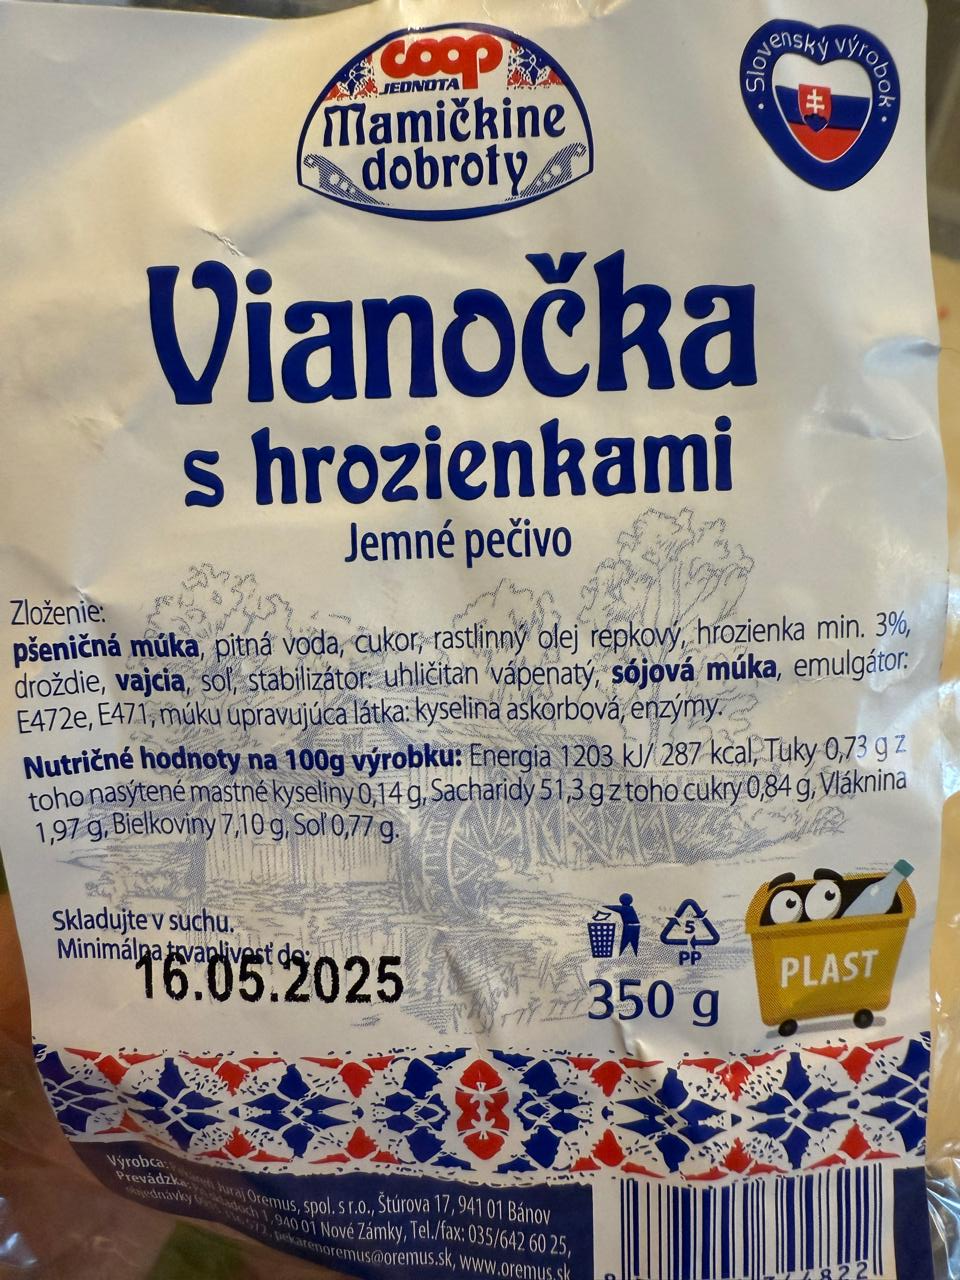 coop
JEDNOTA
Mamičkine
dobroty
Slovenský výrobok
Vianočka
s hrozienkami
Jemné pečivo
Zloženie:
pšeničná múka, pitná voda, cukor, rastlinný olej repkový, hrozienka min. 3%,
droždie, vajcia, soľ, stabilizátor: uhličitan vápenatý, sójová múka, emulgátor:
E472e, E471, múku upravujúca látka: kyselina askorbová, enzýmy.
Nutričné hodnoty na 100g výrobku: Energia 1203 kJ/ 287 kcal, Tuky 0,73 g z
toho nasýtené mastné kyseliny 0,14 g, Sacharidy 51,3 g z toho cukry 0,84 g, Vláknina
1,97 g, Bielkoviny 7,10 g, Soľ 0,77 g.
Skladujte v suchu.
Minimálna trvanlivosť do:
16.05.2025
5
PP
350 g
PLAST
Výrobca: Juraj Oremus, spol. s r.o., Štúrova 17, 941 01 Bánov
Prevádzka: 1, 940 01 Nové Zámky, Tel./fax: 035/642 60 25,
objednávky pekarenoremus@oremus.sk, www.oremus.sk